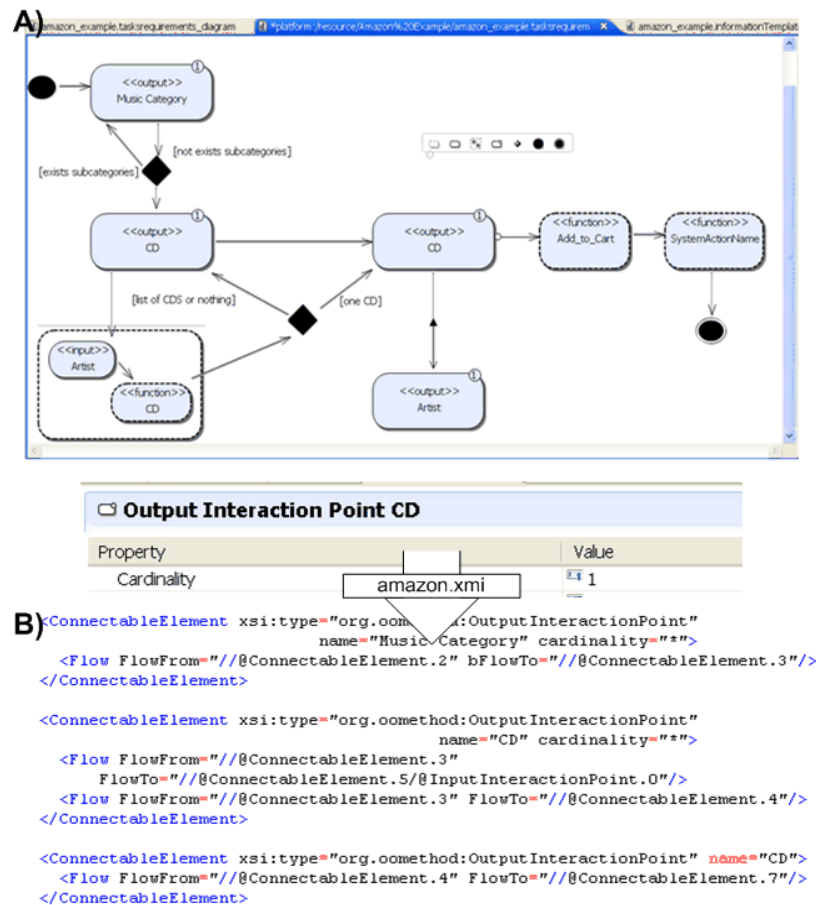 A)
amazon_example.tasksrequirements_diagram
*platform:/resource/Amazon%20Example/amazon_example.tasksrequirem
amazon_example.informationTemplat
1
<<output>>
Music Category
[not exists subcategories]
[exists subcategories]
1
<<output>>
CD
1
<<output>>
CD
<<function>>
Add_to_Cart
<<function>>
SystemActionName
[list of CDS or nothing]
[one CD]
<<input>>
Artist
<<function>>
CD
1
<<output>>
Artist
Output Interaction Point CD
Property Value
Cardinality 1
amazon.xmi
B)
<ConnectableElement xsi:type="org.oomethod:OutputInteractionPoint"
name="Music Category" cardinality="*">
<Flow FlowFrom="//@ConnectableElement.2" bFlowTo="//@ConnectableElement.3"/>
</ConnectableElement>
<ConnectableElement xsi:type="org.oomethod:OutputInteractionPoint"
name="CD" cardinality="*">
<Flow FlowFrom="//@ConnectableElement.3"
FlowTo="//@ConnectableElement.5/@InputInteractionPoint.0"/>
<Flow FlowFrom="//@ConnectableElement.3" FlowTo="//@ConnectableElement.4"/>
</ConnectableElement>
<ConnectableElement xsi:type="org.oomethod:OutputInteractionPoint" name="CD">
<Flow FlowFrom="//@ConnectableElement.4" FlowTo="//@ConnectableElement.7"/>
</ConnectableElement>